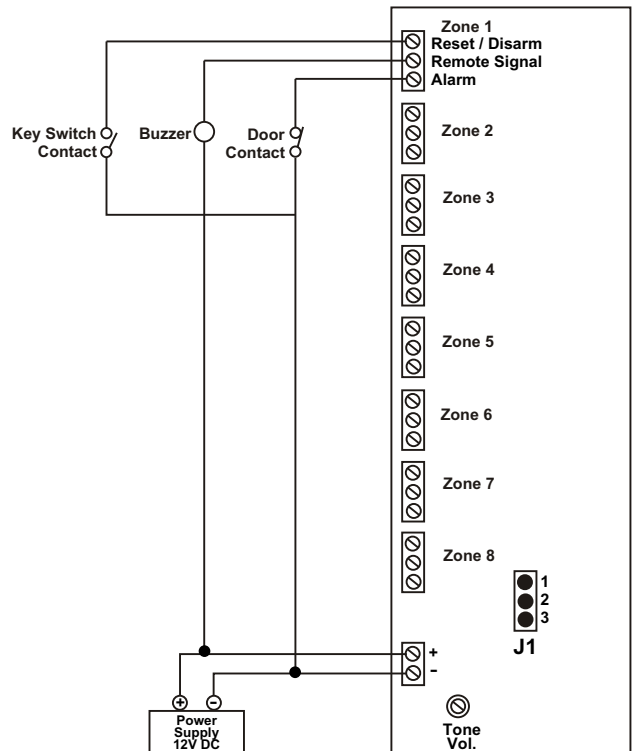 Zone 1
Reset / Disarm
Remote Signal
Alarm
Key Switch
Contact
Buzzer
Door
Contact
Zone 2
Zone 3
Zone 4
Zone 5
Zone 6
Zone 7
Zone 8
1
2
3
J1
+
-
+
-
Power
Supply
12V DC
Tone
Vol.